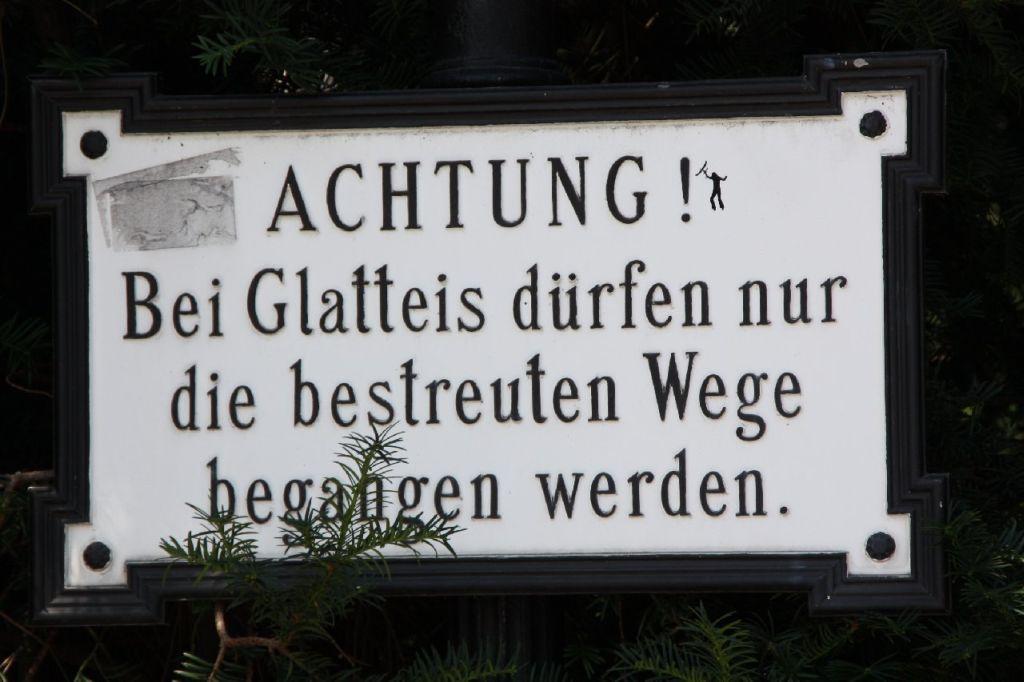 ACHTUNG !
Bei Glatteis dürfen nur
die bestreuten Wege
begangen werden.